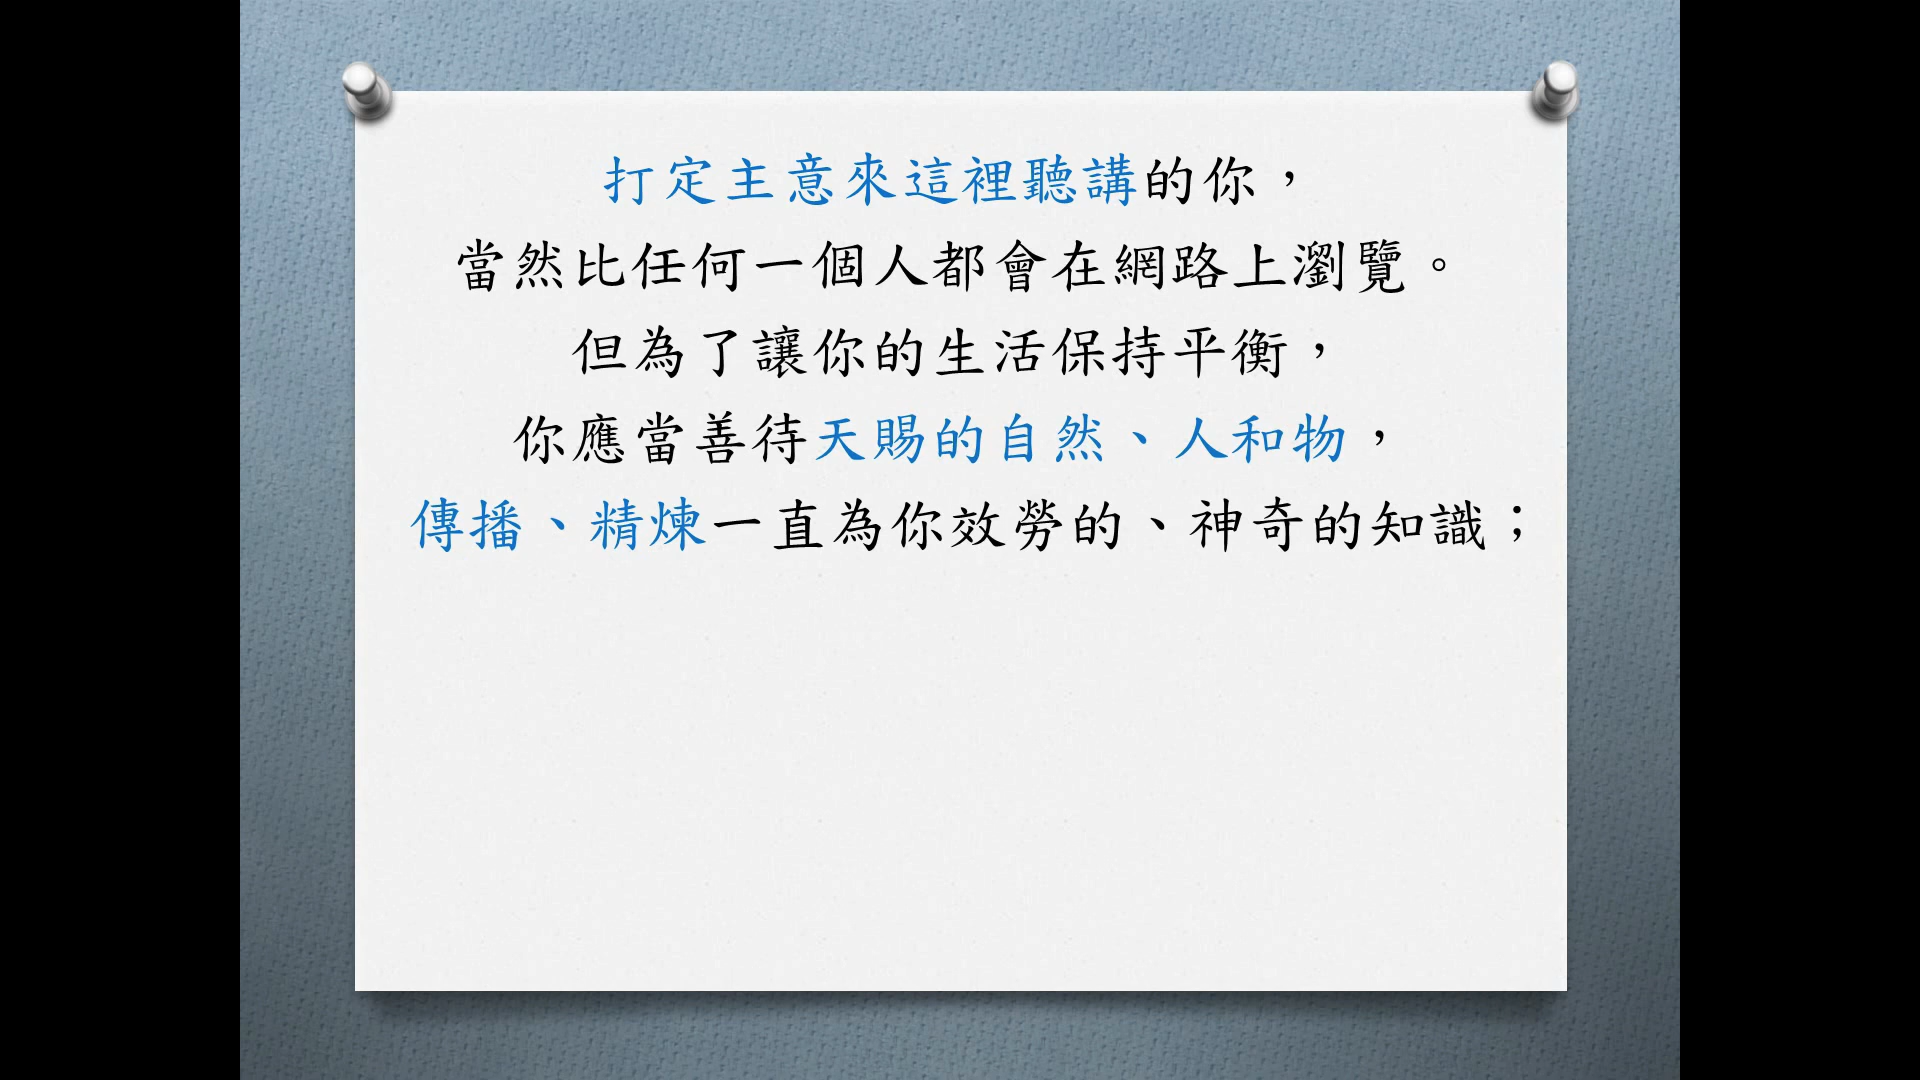 打定主意來這裡聽講的你，
當然比任何一個人都會在網路上瀏覽。
但為了讓你的生活保持平衡，
你應當善待天賜的自然、人和物，
傳播、精煉一直為你效勞的、神奇的知識；